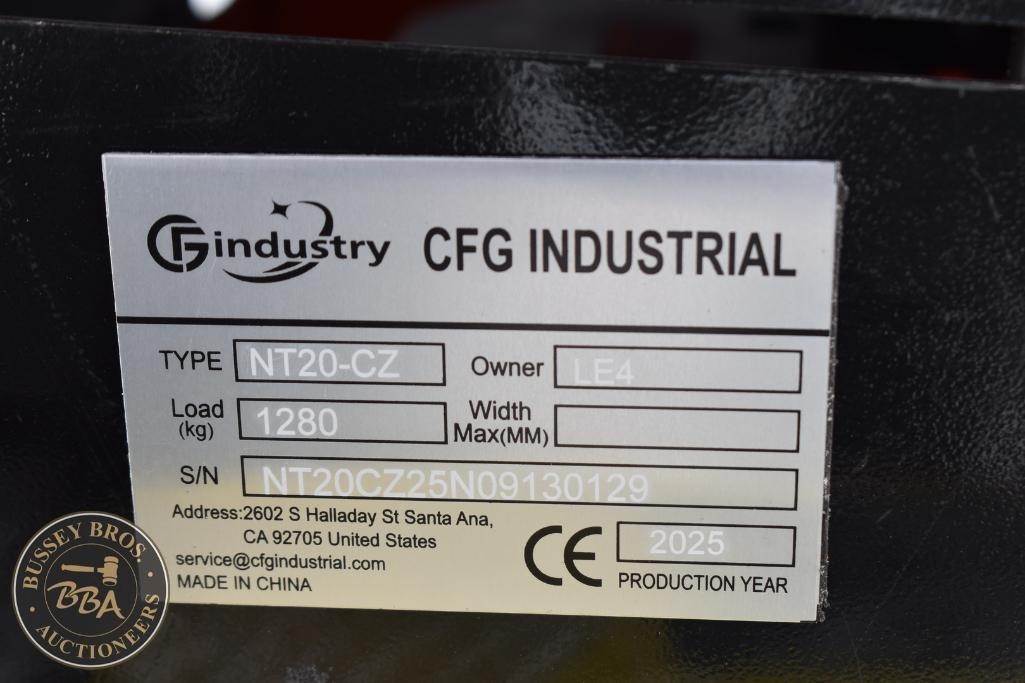 CFG industry CFG INDUSTRIAL
TYPE NT20-CZ Owner LE4
Load (kg) 1280 Width Max(MM)
S/N NT20CZ25N09130129
Address:2602 S Halladay St Santa Ana,
CA 92705 United States
service@cfgindustrial.com
MADE IN CHINA
CE 2025
PRODUCTION YEAR
BUSSEY BROS.
BBA
AUCTIONEERS